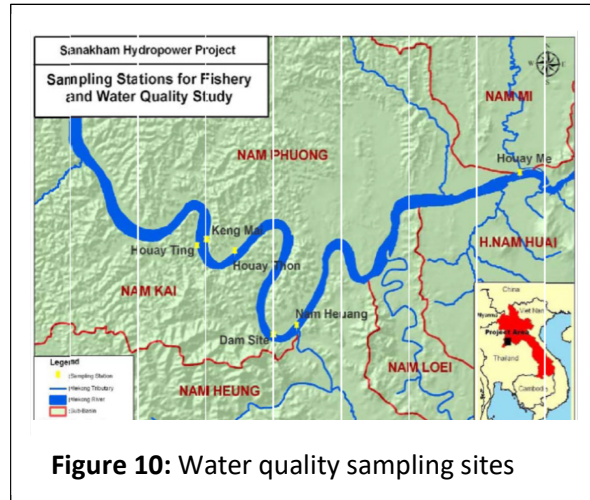 Sanakham Hydropower Project
Sampling Stations for Fishery
and Water Quality Study
NAM MI
Houay Me
NAM PHUONG
Keng Mai
H.NAM HUAI
Houay Ting
Houay Thon
NAM KAI
Nam Heuang
Dam Site
NAM LOEI
NAM HEUNG
Legend
Sampling Station
Mekong Tributary
Mekong River
Sub-Basin
China
Myanmar
Viet Nam
Project Area
Thailand
Cambodia
Figure 10: Water quality sampling sites